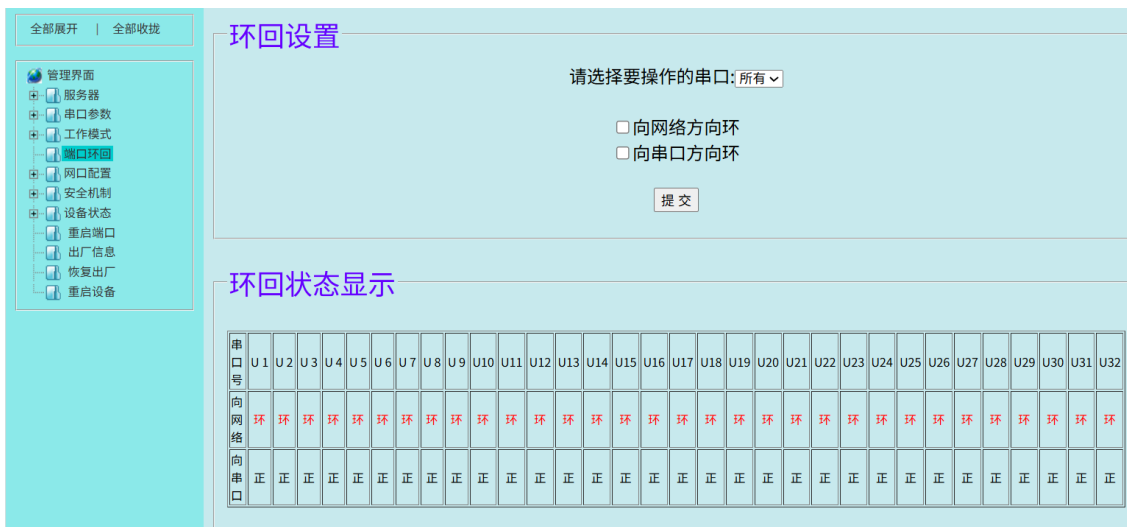 全部展开 | 全部收拢
管理界面
服务器
串口参数
工作模式
端口环回
网口配置
安全机制
设备状态
重启端口
出厂信息
恢复出厂
重启设备
环回设置
请选择要操作的串口:所有
向网络方向环
向串口方向环
提 交
环回状态显示
串口号 U 1 U 2 U 3 U 4 U 5 U 6 U 7 U 8 U 9 U10 U11 U12 U13 U14 U15 U16 U17 U18 U19 U20 U21 U22 U23 U24 U25 U26 U27 U28 U29 U30 U31 U32
向网络 环 环 环 环 环 环 环 环 环 环 环 环 环 环 环 环 环 环 环 环 环 环 环 环 环 环 环 环 环 环 环 环
向串口 正 正 正 正 正 正 正 正 正 正 正 正 正 正 正 正 正 正 正 正 正 正 正 正 正 正 正 正 正 正 正 正